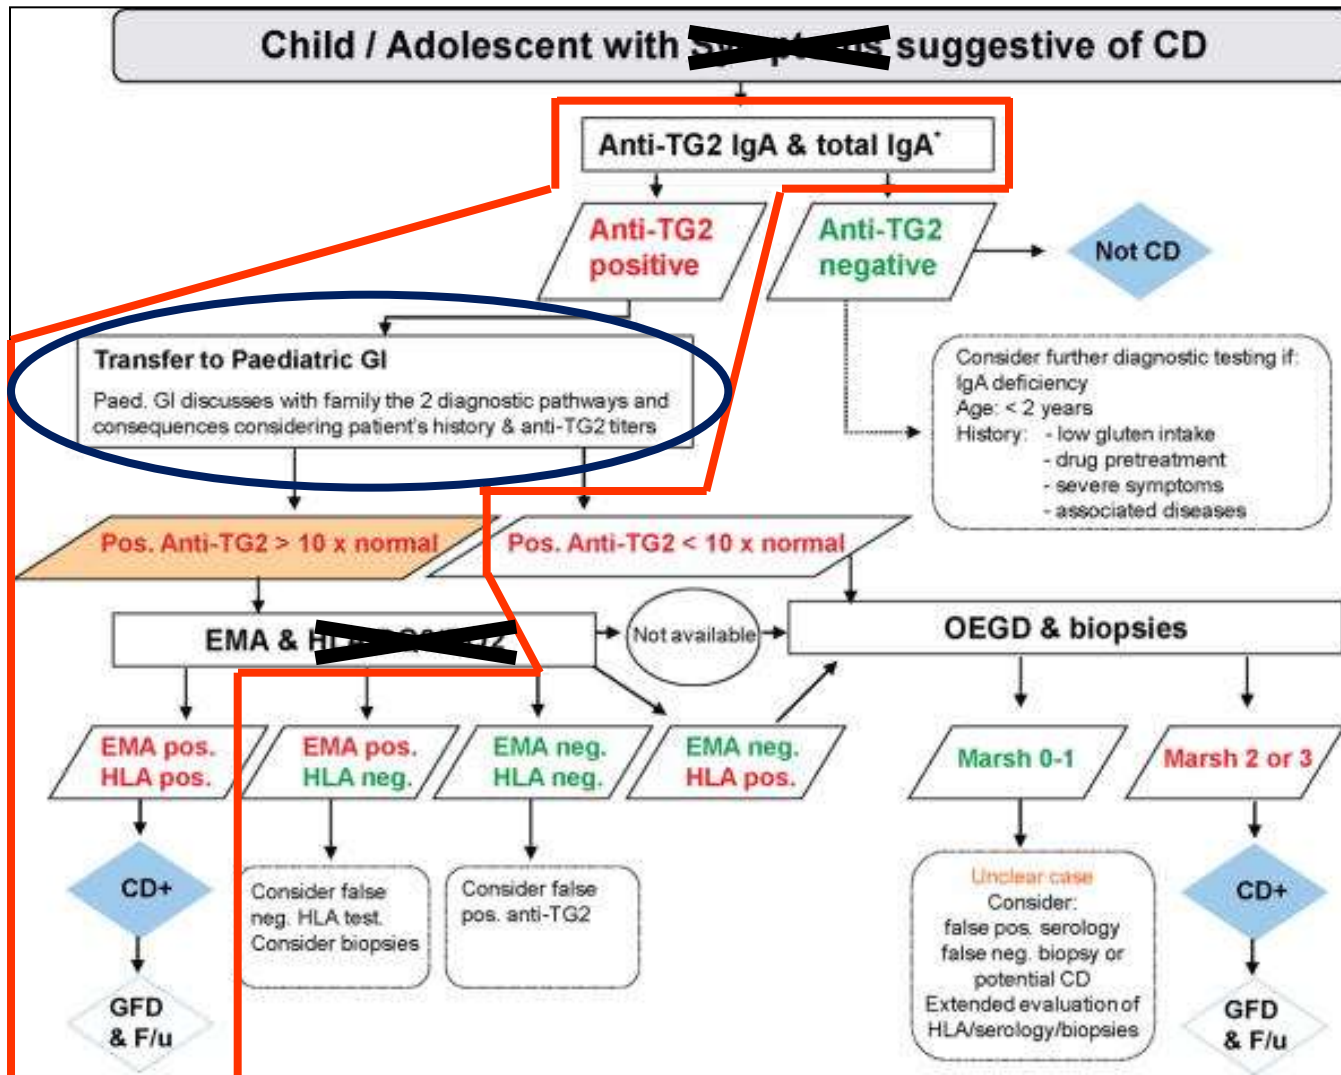 Child / Adolescent with suggestive of CD
Anti-TG2 IgA & total IgA*
Anti-TG2
positive
Anti-TG2
negative
Not CD
Transfer to Paediatric GI
Paed. GI discusses with family the 2 diagnostic pathways and
consequences considering patient's history & anti-TG2 titers
Consider further diagnostic testing if:
IgA deficiency
Age: < 2 years
History: - low gluten intake
- drug pretreatment
- severe symptoms
- associated diseases
Pos. Anti-TG2 > 10 x normal
Pos. Anti-TG2 < 10 x normal
EMA &
Not available
OEGD & biopsies
EMA pos.
HLA pos.
EMA pos.
HLA neg.
EMA neg.
HLA neg.
EMA neg.
HLA pos.
Marsh 0-1
Marsh 2 or 3
CD+
Consider false
neg. HLA test.
Consider biopsies
Consider false
pos. anti-TG2
Unclear case
Consider:
false pos. serology
false neg. biopsy or
potential CD
Extended evaluation of
HLA/serology/biopsies
CD+
GFD
& F/u
GFD
& F/u